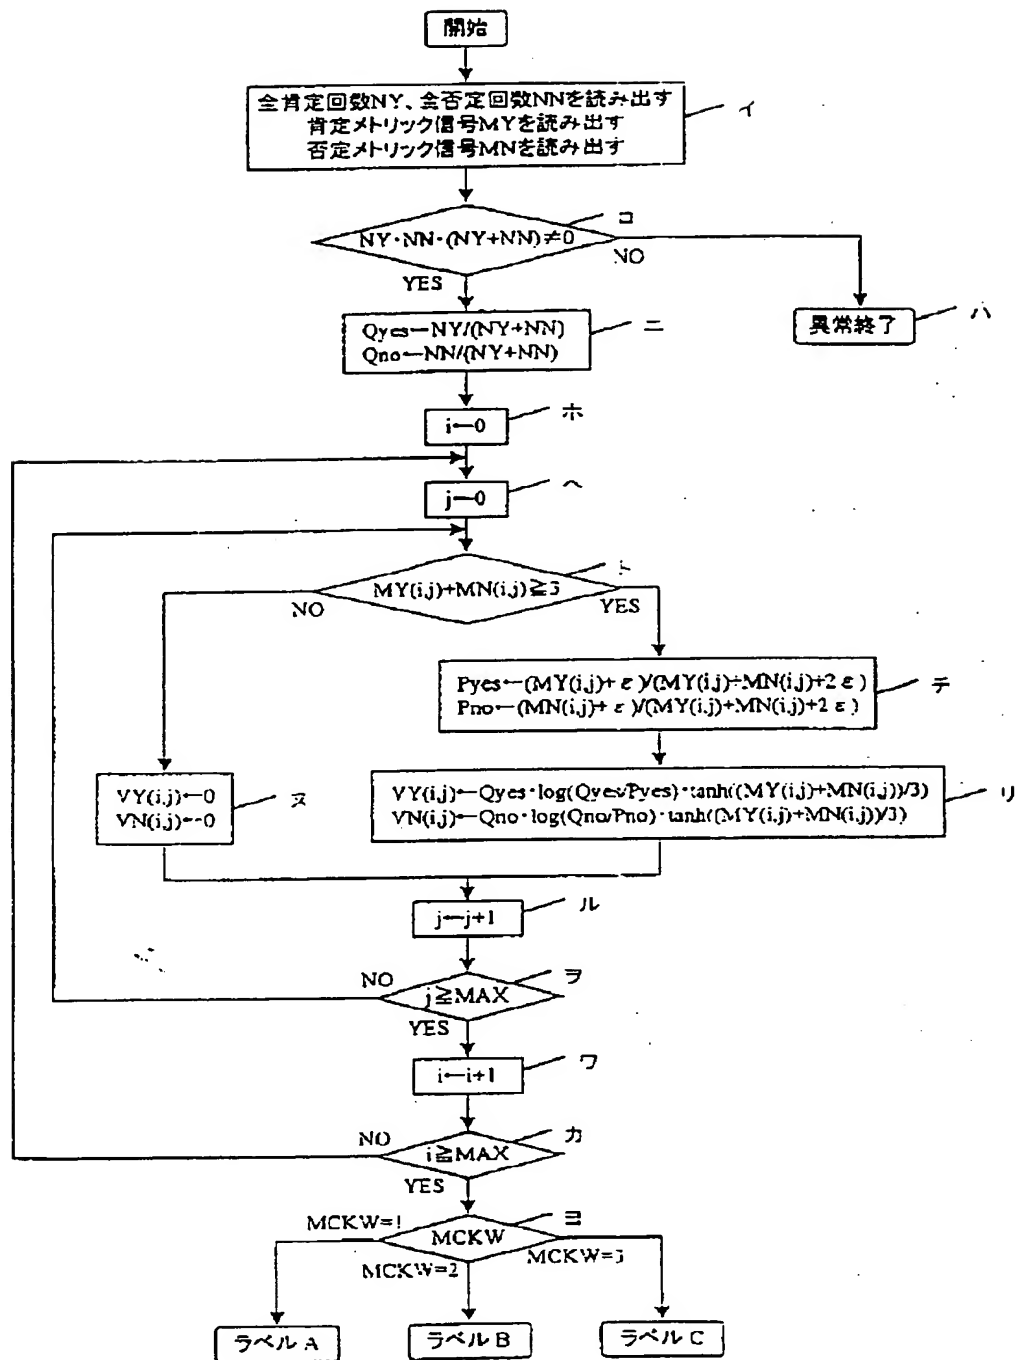 開始
全肯定回数NY、全否定回数NNを読み出す
肯定メトリック信号MYを読み出す
否定メトリック信号MNを読み出す
イ
NY·NN·(NY+NN)≠0
コ
NO
YES
異常終了
ハ
Qyes←NY/(NY+NN)
Qno←NN/(NY+NN)
ニ
i←0
ホ
j←0
ヘ
MY(i,j)+MN(i,j)≧3
ト
NO
YES
Pyes←(MY(i,j)+ε)/(MY(i,j)+MN(i,j)+2ε)
Pno←(MN(i,j)+ε)/(MY(i,j)+MN(i,j)+2ε)
チ
VY(i,j)←0
VN(i,j)←0
ヌ
VY(i,j)←Qyes·log(Qyes/Pyes)·tanh((MY(i,j)+MN(i,j))/3)
VN(i,j)←Qno·log(Qno/Pno)·tanh((MY(i,j)+MN(i,j))/3)
リ
j←j+1
ル
NO
j≧MAX
ヲ
YES
i←i+1
ワ
NO
i≧MAX
カ
YES
MCKW=1
MCKW
ヨ
MCKW=2
MCKW=3
ラベル A
ラベル B
ラベル C